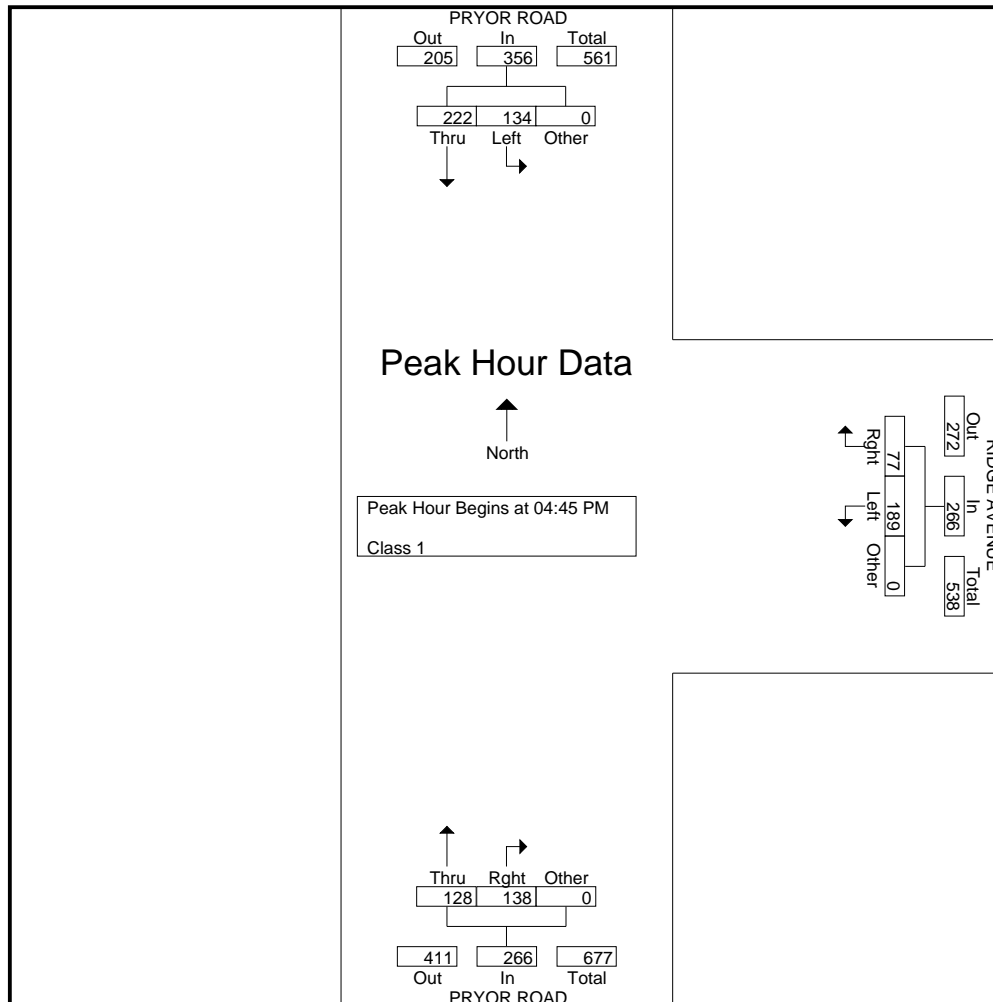 PRYOR ROAD
Out In Total
205 356 561
222 134 0
Thru Left Other
Peak Hour Data
North
Peak Hour Begins at 04:45 PM
Class 1
RIDGE AVENUE
Out In Total
272 266 538
77 189 0
Rght Left Other
Thru Rght Other
128 138 0
411 266 677
Out In Total
PRYOR ROAD